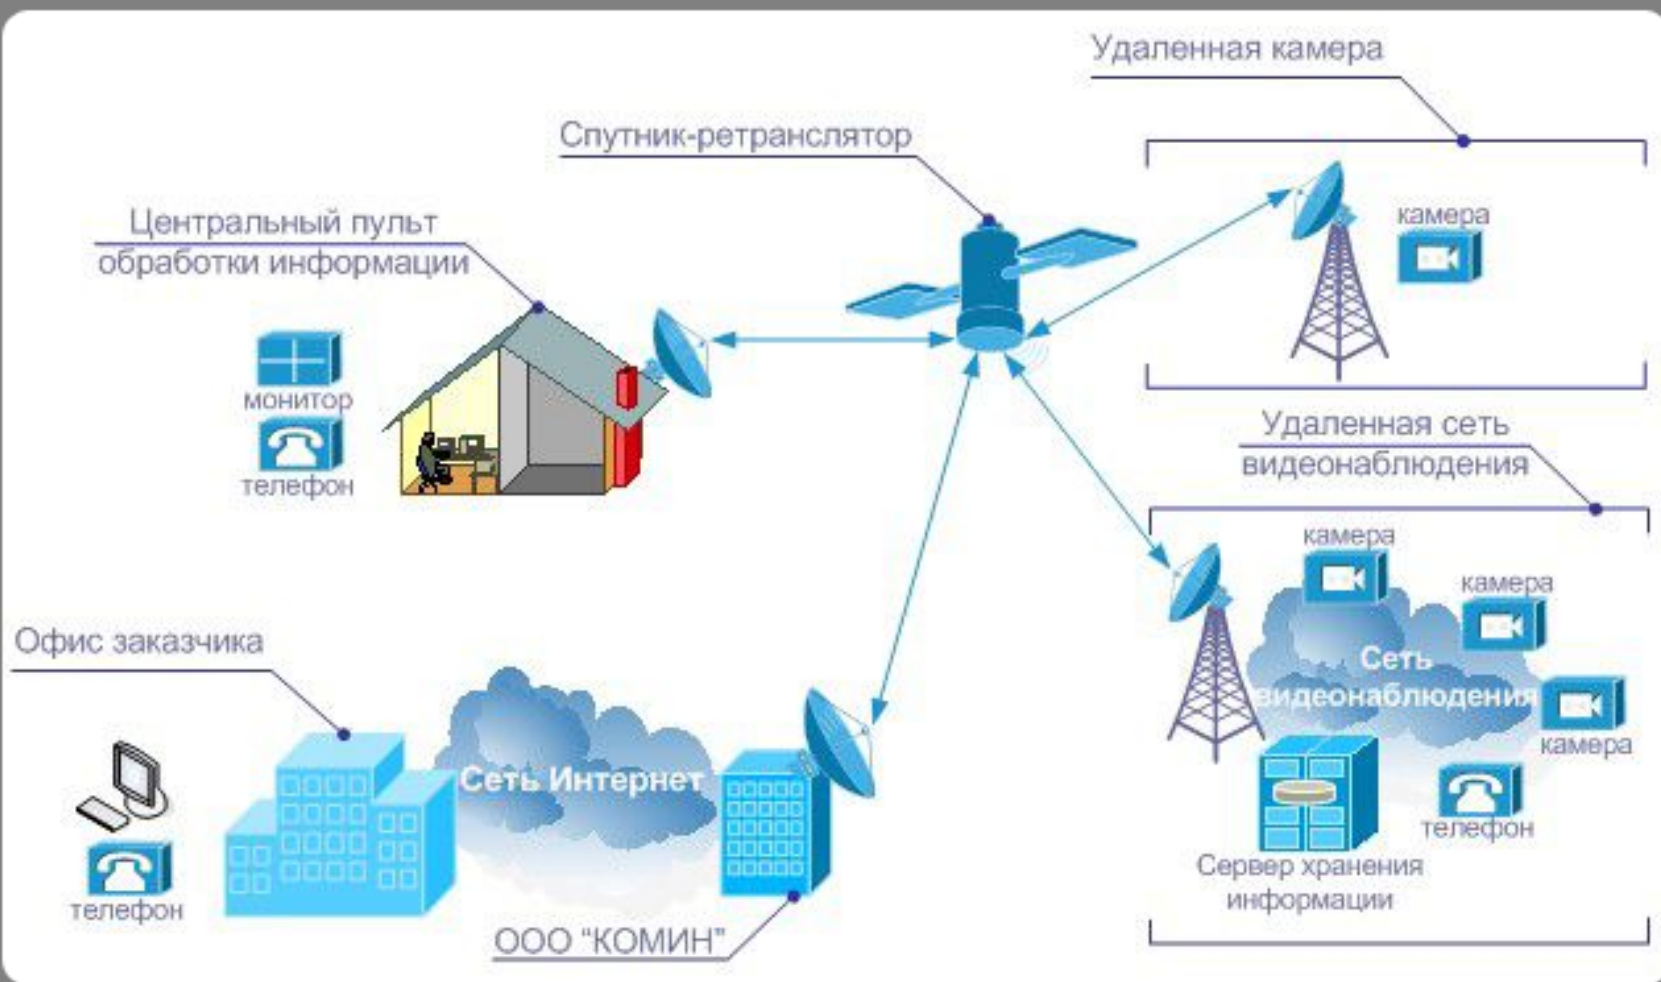 Удаленная камера
Спутник-ретранслятор
камера
Центральный пульт
обработки информации
монитор
телефон
Удаленная сеть
видеонаблюдения
камера
камера
Сеть
видеонаблюдения
камера
телефон
Сервер хранения
информации
Офис заказчика
Сеть Интернет
телефон
ООО “КОМИН”